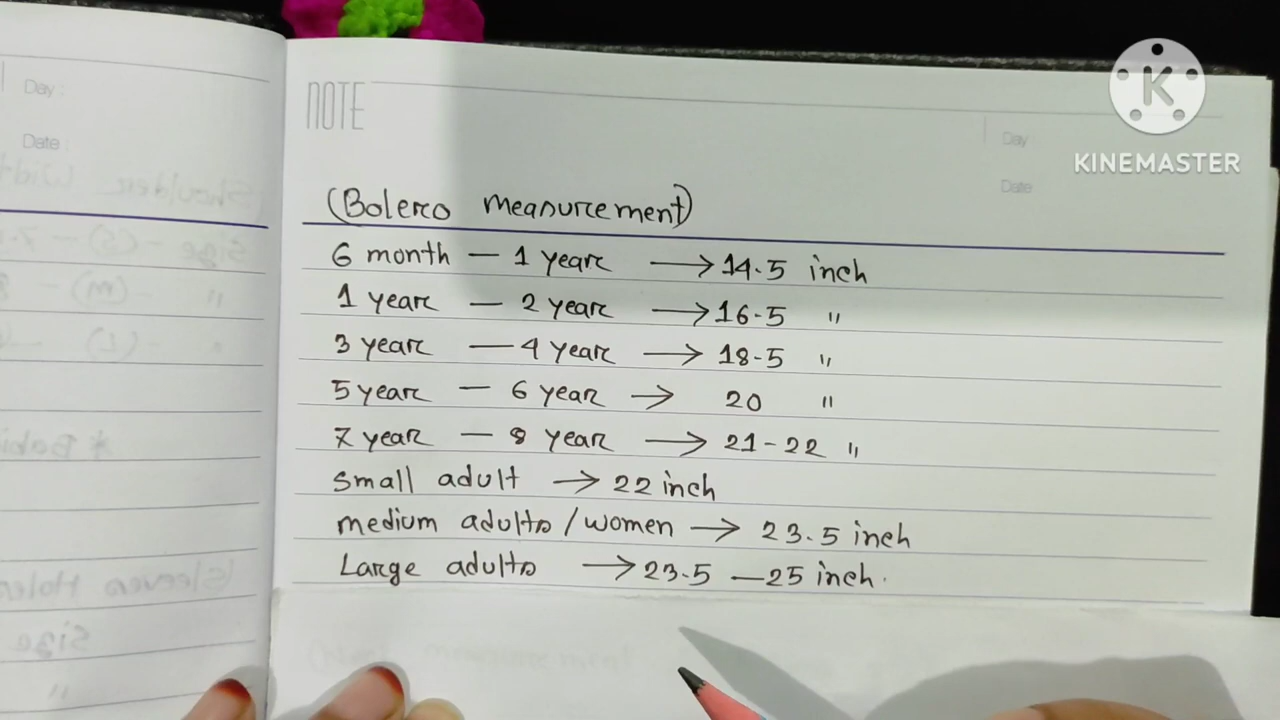 KINEMASTER
Day
Date
NOTE
Day
Date
(Bolero measurement)
6 month — 1 year → 14.5 inch
1 year — 2 year → 16.5 "
3 year — 4 year → 18.5 "
5 year — 6 year → 20 "
7 year — 8 year → 21-22 "
small adult → 22 inch
medium adults / women → 23.5 inch
Large adults → 23.5 — 25 inch.